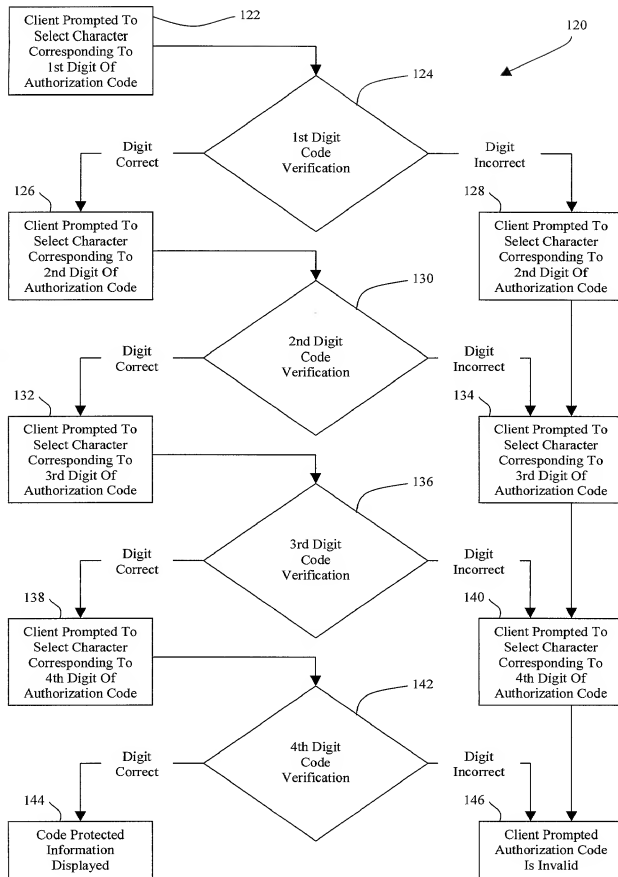 Client Prompted To
Select Character
Corresponding To
1st Digit Of
Authorization Code
122
120
124
1st Digit
Code
Verification
Digit
Correct
Digit
Incorrect
126
Client Prompted To
Select Character
Corresponding To
2nd Digit Of
Authorization Code
128
Client Prompted To
Select Character
Corresponding To
2nd Digit Of
Authorization Code
130
2nd Digit
Code
Verification
Digit
Correct
Digit
Incorrect
132
Client Prompted To
Select Character
Corresponding To
3rd Digit Of
Authorization Code
134
Client Prompted To
Select Character
Corresponding To
3rd Digit Of
Authorization Code
136
3rd Digit
Code
Verification
Digit
Correct
Digit
Incorrect
138
Client Prompted To
Select Character
Corresponding To
4th Digit Of
Authorization Code
140
Client Prompted To
Select Character
Corresponding To
4th Digit Of
Authorization Code
142
4th Digit
Code
Verification
Digit
Correct
Digit
Incorrect
144
Code Protected
Information
Displayed
146
Client Prompted
Authorization Code
Is Invalid